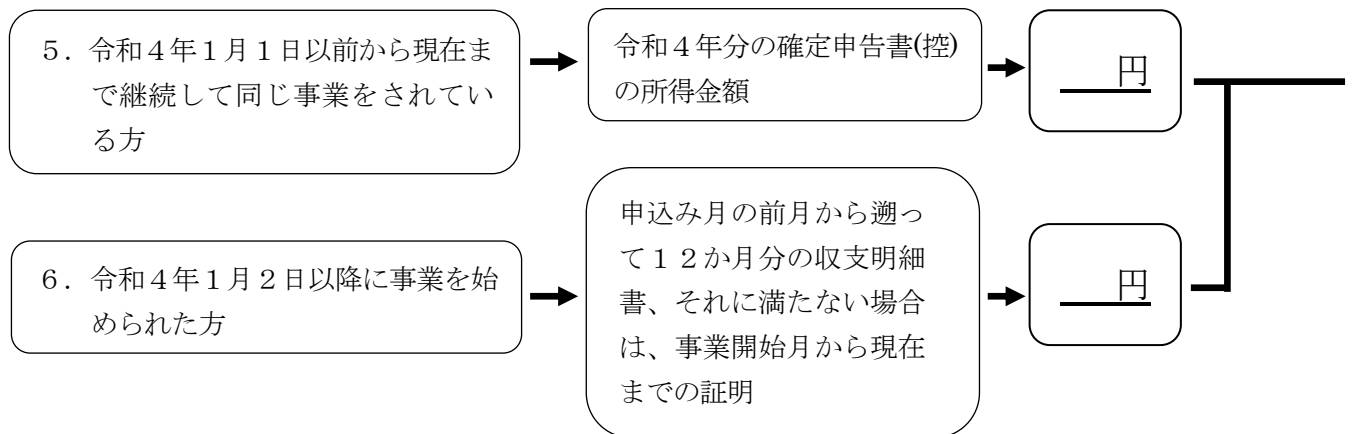 ５．令和４年１月１日以前から現在ま
で継続して同じ事業をされてい
る方
令和４年分の確定申告書(控)
の所得金額
円
６．令和４年１月２日以降に事業を始
められた方
申込み月の前月から遡っ
て１２か月分の収支明細
書、それに満たない場合
は、事業開始月から現在
までの証明
円